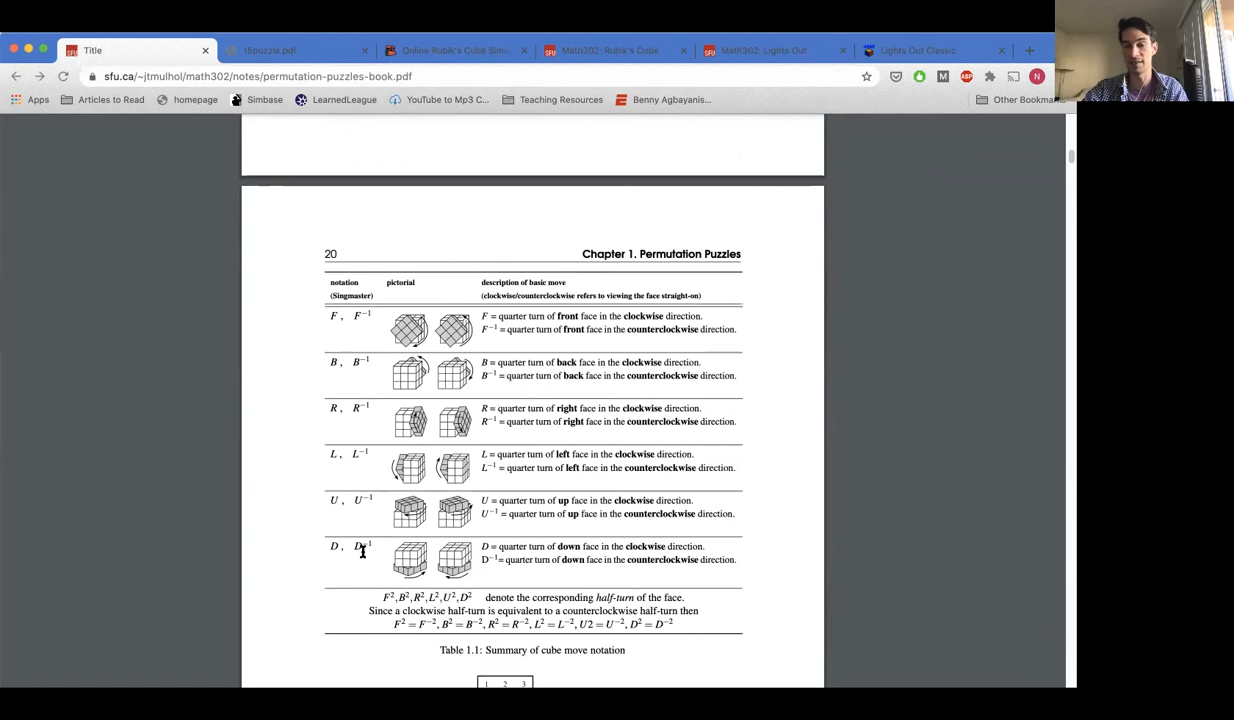 Title
15puzzle.pdf
Online Rubik's Cube Sim
Math302: Rubik's Cube
Math302: Lights Out
Lights Out Classic
sfu.ca/~jtmulhol/math302/notes/permutation-puzzles-book.pdf
N
Apps
Articles to Read
homepage
Simbase
LearnedLeague
YouTube to Mp3 C...
Teaching Resources
Benny Agbayanis...
Other Bookmarks
20
Chapter 1. Permutation Puzzles
notation pictorial description of basic move
(Singmaster) (clockwise/counterclockwise refers to viewing the face straight-on)
F , F⁻¹ F = quarter turn of front face in the clockwise direction.
F⁻¹ = quarter turn of front face in the counterclockwise direction.
B , B⁻¹ B = quarter turn of back face in the clockwise direction.
B⁻¹ = quarter turn of back face in the counterclockwise direction.
R , R⁻¹ R = quarter turn of right face in the clockwise direction.
R⁻¹ = quarter turn of right face in the counterclockwise direction.
L , L⁻¹ L = quarter turn of left face in the clockwise direction.
L⁻¹ = quarter turn of left face in the counterclockwise direction.
U , U⁻¹ U = quarter turn of up face in the clockwise direction.
U⁻¹ = quarter turn of up face in the counterclockwise direction.
D , D⁻¹ D = quarter turn of down face in the clockwise direction.
D⁻¹= quarter turn of down face in the counterclockwise direction.
F²,B²,R²,L²,U²,D² denote the corresponding half-turn of the face.
Since a clockwise half-turn is equivalent to a counterclockwise half-turn then
F² = F⁻², B² = B⁻², R² = R⁻², L² = L⁻², U2 = U⁻², D² = D⁻²
Table 1.1: Summary of cube move notation
1 2 3